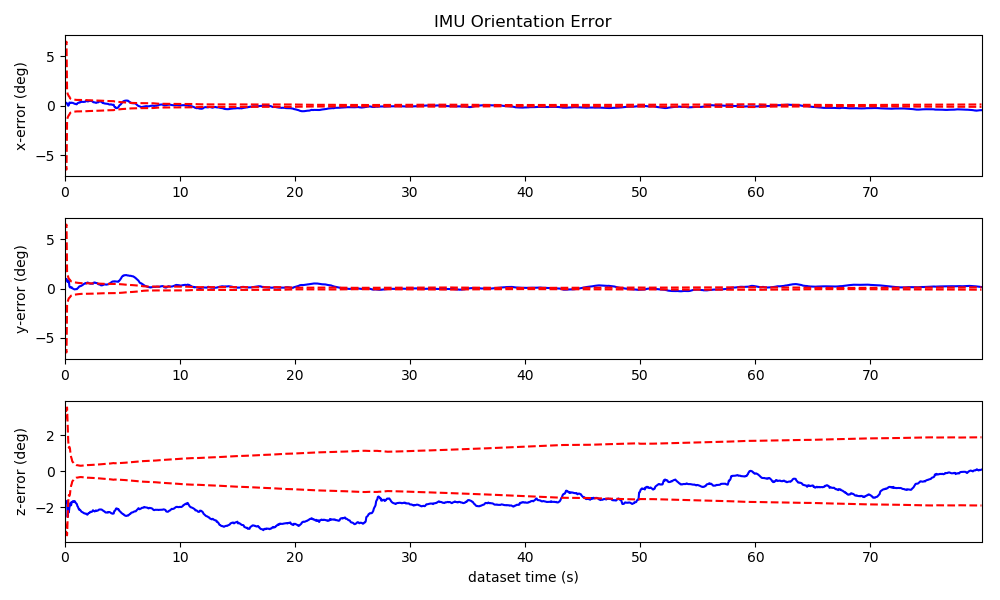 IMU Orientation Error
x-error (deg)
5
0
−5
0 10 20 30 40 50 60 70
y-error (deg)
5
0
−5
0 10 20 30 40 50 60 70
z-error (deg)
2
0
−2
0 10 20 30 40 50 60 70
dataset time (s)